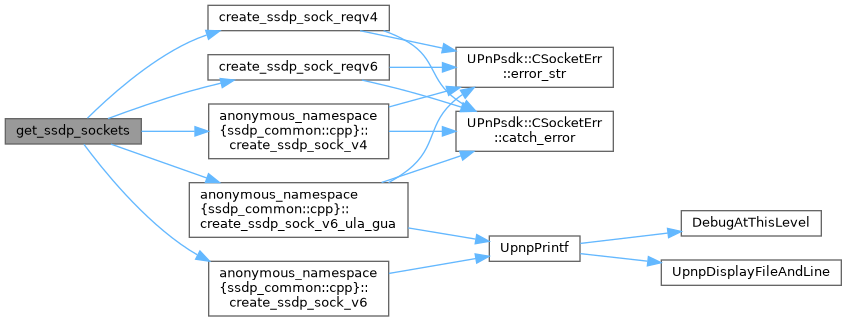 get_ssdp_sockets
create_ssdp_sock_reqv4
create_ssdp_sock_reqv6
anonymous_namespace
{ssdp_common::cpp}::
create_ssdp_sock_v4
anonymous_namespace
{ssdp_common::cpp}::
create_ssdp_sock_v6_ula_gua
anonymous_namespace
{ssdp_common::cpp}::
create_ssdp_sock_v6
UPnPsdk::CSocketErr
::error_str
UPnPsdk::CSocketErr
::catch_error
UpnpPrintf
DebugAtThisLevel
UpnpDisplayFileAndLine